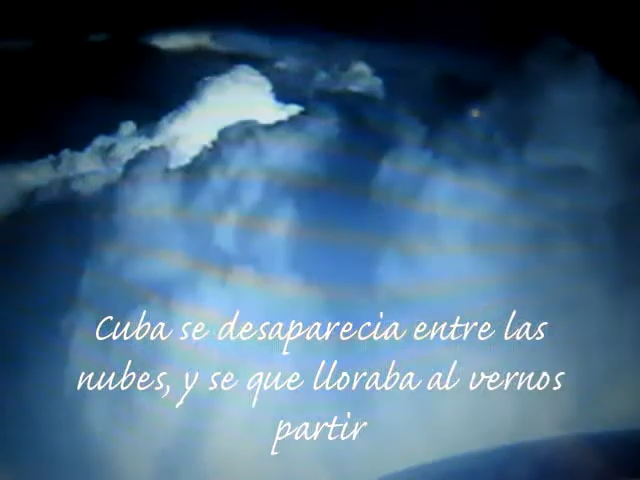 Cuba se desaparecia entre las
nubes, y se que lloraba al vernos
partir